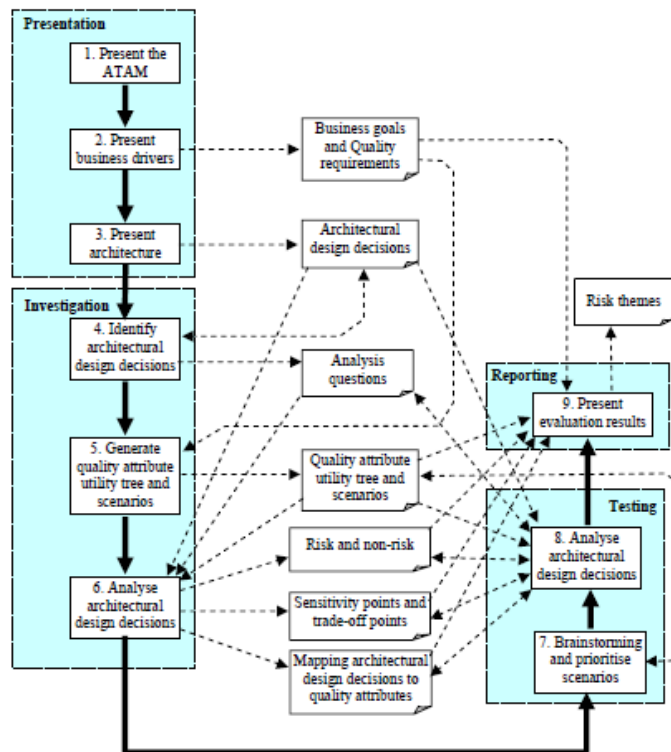 Presentation
1. Present the
ATAM
2. Present
business drivers
3. Present
architecture
Investigation
4. Identify
architectural
design decisions
5. Generate
quality attribute
utility tree and
scenarios
6. Analyse
architectural
design decisions
Business goals
and Quality
requirements
Architectural
design decisions
Analysis
questions
Quality attribute
utility tree and
scenarios
Risk and non-risk
Sensitivity points and
trade-off points
Mapping architectural
design decisions to
quality attributes
Risk themes
Reporting
9. Present
evaluation results
Testing
8. Analyse
architectural
design decisions
7. Brainstorming
and prioritise
scenarios